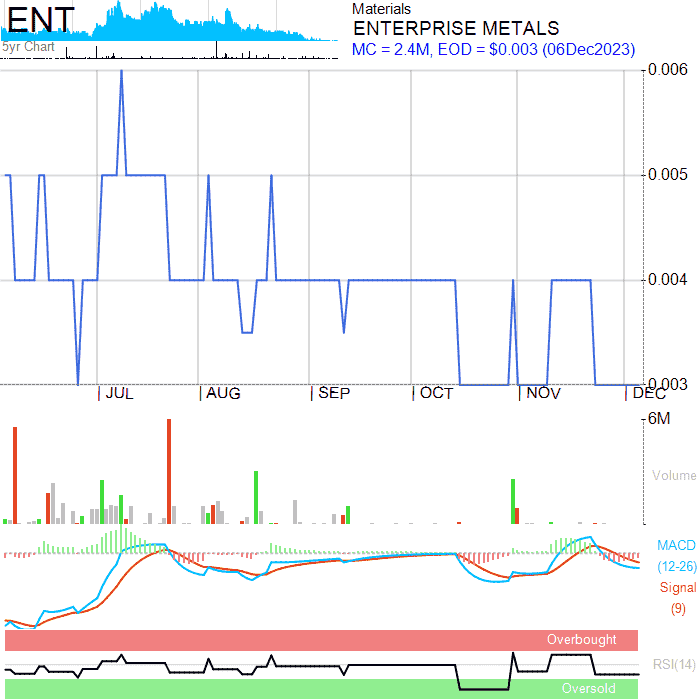 ENT
5yr Chart
Materials
ENTERPRISE METALS
MC = 2.4M, EOD = $0.003 (06Dec2023)
0.006
0.005
0.004
0.003
JUL AUG SEP OCT NOV DEC
6M
Volume
MACD
(12-26)
Signal
(9)
Overbought
RSI(14)
Oversold